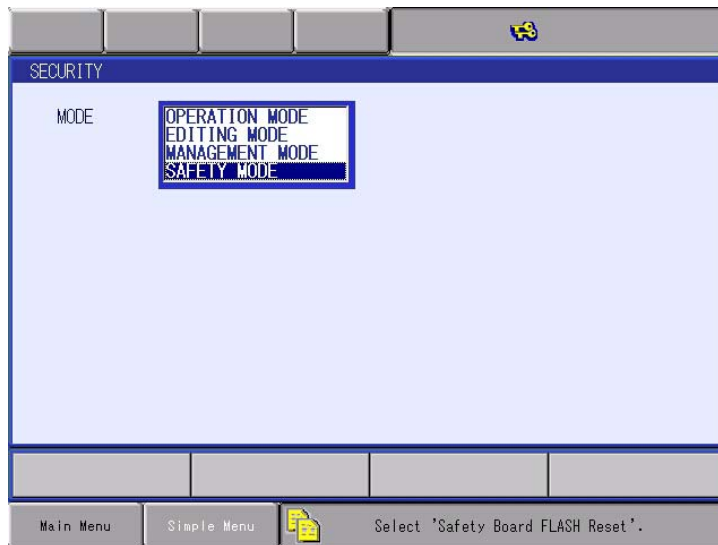 SECURITY
MODE
OPERATION MODE
EDITING MODE
MANAGEMENT MODE
SAFETY MODE
Main Menu
Simple Menu
Select 'Safety Board FLASH Reset'.